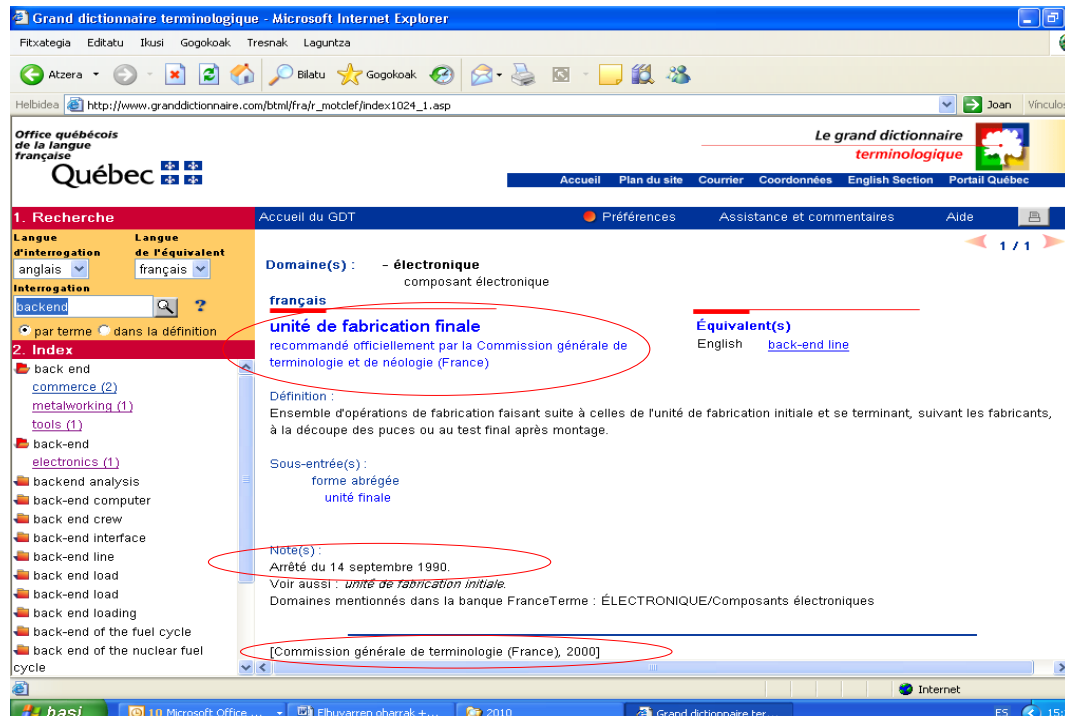 Grand dictionnaire terminologique - Microsoft Internet Explorer
Fitxategia Editatu Ikusi Gogokoak Tresnak Laguntza
Atzera Bilatu Gogokoak
Helbidea http://www.granddictionnaire.com/btml/fra/r_motclef/index1024_1.asp Joan Vínculos
Office québécois
de la langue
française
Québec
Le grand dictionnaire
terminologique
Accueil Plan du site Courrier Coordonnées English Section Portail Québec
1. Recherche
Accueil du GDT Préférences Assistance et commentaires Aide
Langue d'interrogation
Langue de l'équivalent
anglais français
Interrogation
backend ?
par terme dans la définition
2. Index
back end
commerce (2)
metalworking (1)
tools (1)
back-end
electronics (1)
backend analysis
back-end computer
back end crew
back-end interface
back-end line
back end load
back-end load
back end loading
back-end of the fuel cycle
back end of the nuclear fuel
cycle
1 / 1
Domaine(s) : - électronique
composant électronique
français
unité de fabrication finale
recommandé officiellement par la Commission générale de
terminologie et de néologie (France)
Équivalent(s)
English back-end line
Définition :
Ensemble d'opérations de fabrication faisant suite à celles de l'unité de fabrication initiale et se terminant, suivant les fabricants,
à la découpe des puces ou au test final après montage.
Sous-entrée(s) :
forme abrégée
unité finale
Note(s) :
Arrêté du 14 septembre 1990.
Voir aussi : unité de fabrication initiale.
Domaines mentionnés dans la banque FranceTerme : ÉLECTRONIQUE/Composants électroniques
[Commission générale de terminologie (France), 2000]
Internet
hasi 10 Microsoft Office ... Elhuyarren oharrak +... 2010 Grand dictionnaire ter... ES 15: